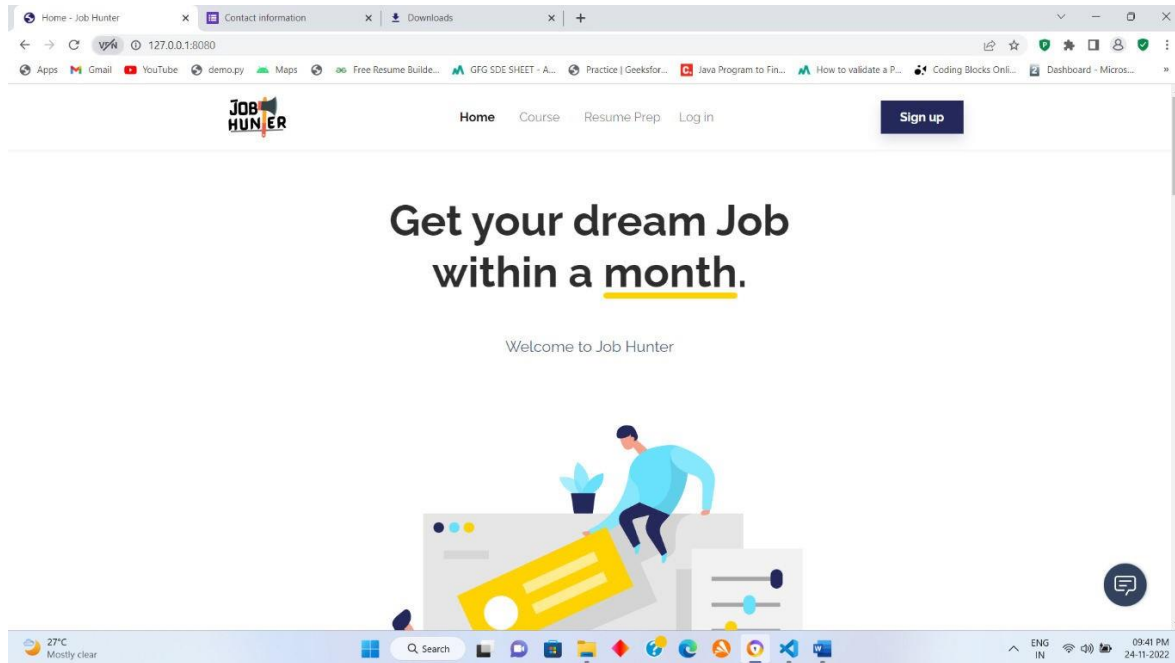 Home - Job Hunter
Contact information
Downloads
VPN 127.0.0.1:8080
Apps Gmail YouTube demo.py Maps Free Resume Builde... GFG SDE SHEET - A... Practice | Geeksfor... Java Program to Fin... How to validate a P... Coding Blocks Onli... Dashboard - Micros... »
JOB
HUNTER
Home Course Resume Prep Log in Sign up
Get your dream Job
within a month.
Welcome to Job Hunter
27°C
Mostly clear
Search
ENG
IN
09:41 PM
24-11-2022